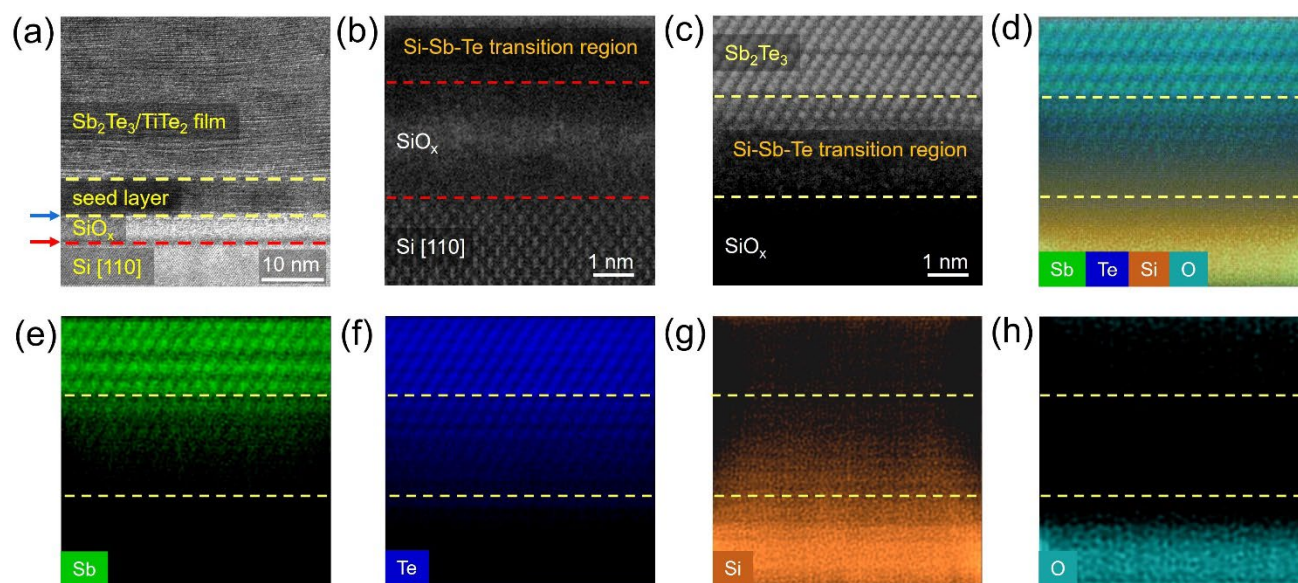 (a)
Sb₂Te₃/TiTe₂ film
seed layer
SiOₓ
Si [110]
10 nm
(b)
Si-Sb-Te transition region
SiOₓ
Si [110]
1 nm
(c)
Sb₂Te₃
Si-Sb-Te transition region
SiOₓ
1 nm
(d)
Sb Te Si O
(e)
Sb
(f)
Te
(g)
Si
(h)
O